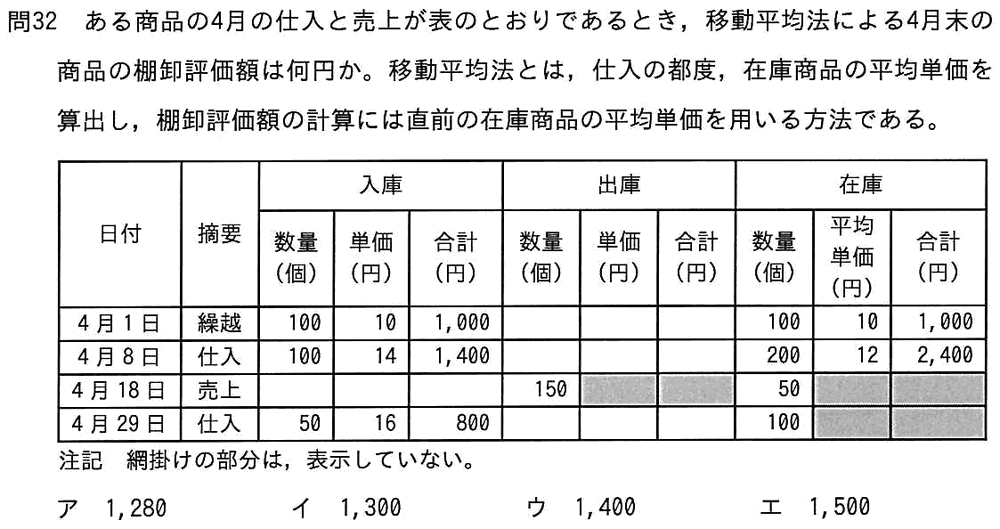 問32 ある商品の4月の仕入と売上が表のとおりであるとき，移動平均法による4月末の
商品の棚卸評価額は何円か。移動平均法とは，仕入の都度，在庫商品の平均単価を
算出し，棚卸評価額の計算には直前の在庫商品の平均単価を用いる方法である。
日付 摘要 入庫 出庫 在庫
数量（個） 単価（円） 合計（円） 数量（個） 単価（円） 合計（円） 数量（個） 平均単価（円） 合計（円）
4月1日 繰越 100 10 1,000 100 10 1,000
4月8日 仕入 100 14 1,400 200 12 2,400
4月18日 売上 150 50
4月29日 仕入 50 16 800 100
注記 網掛けの部分は，表示していない。
ア 1,280 イ 1,300 ウ 1,400 エ 1,500